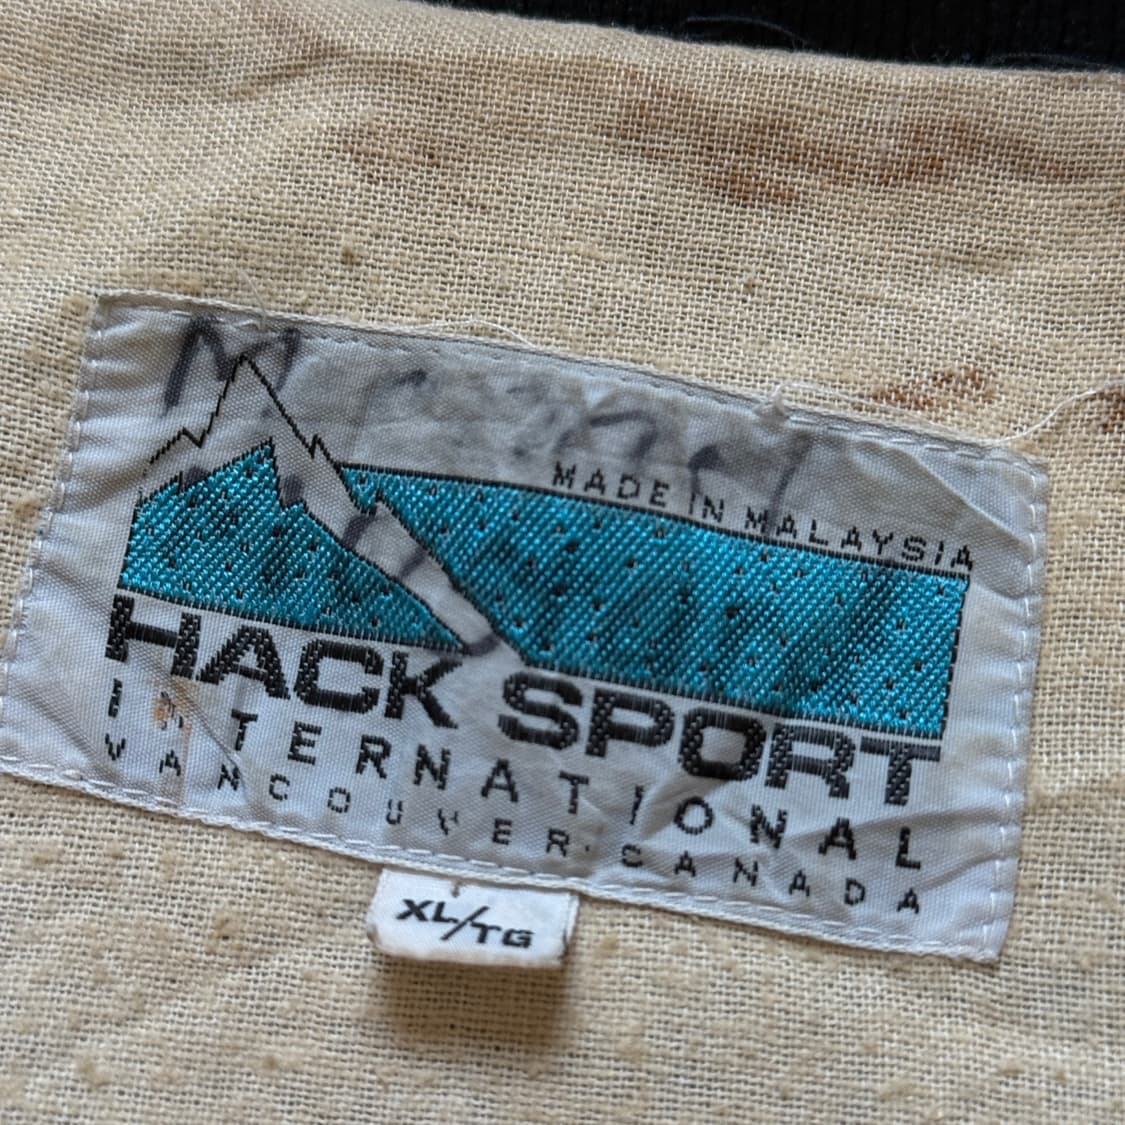 MADE IN MALAYSIA
HACK SPORT
INTERNATIONAL
VANCOUVER·CANADA
XL/TG